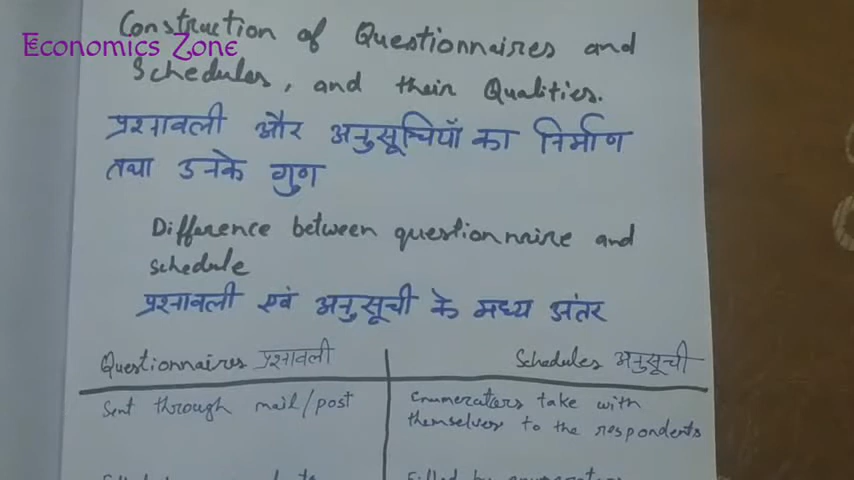 Economics Zone
Construction of Questionnaires and
Schedules, and their Qualities.
प्रश्नावली और अनुसूचियाँ का निर्माण
तथा उनके गुण
Difference between questionnaire and
schedule
प्रश्नावली एवं अनुसूची के मध्य अंतर
Questionnaires प्रश्नावली
Schedules अनुसूची
Sent through mail/post
Enumerators take with
themselves to the respondents
Filled by